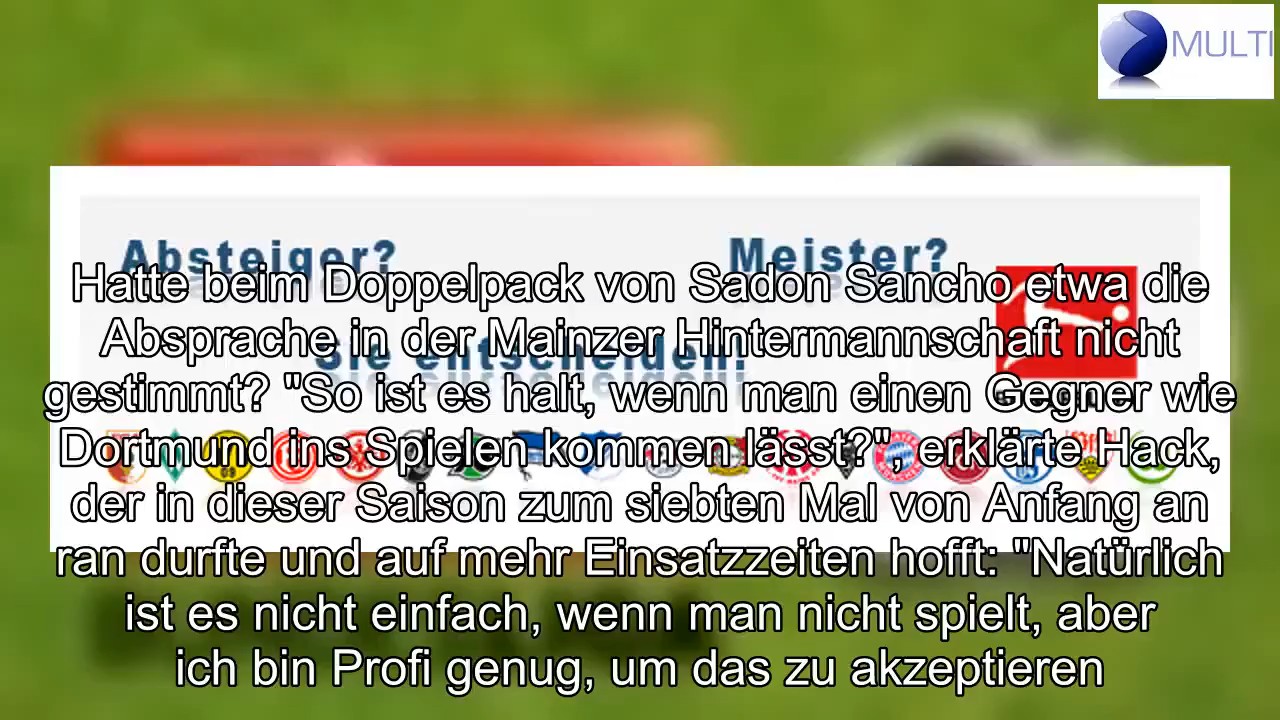 MULTI
Absteiger?
Meister?
Sie entscheiden!
Hatte beim Doppelpack von Sadon Sancho etwa die
Absprache in der Mainzer Hintermannschaft nicht
gestimmt? "So ist es halt, wenn man einen Gegner wie
Dortmund ins Spielen kommen lässt?", erklärte Hack,
der in dieser Saison zum siebten Mal von Anfang an
ran durfte und auf mehr Einsatzzeiten hofft: "Natürlich
ist es nicht einfach, wenn man nicht spielt, aber
ich bin Profi genug, um das zu akzeptieren